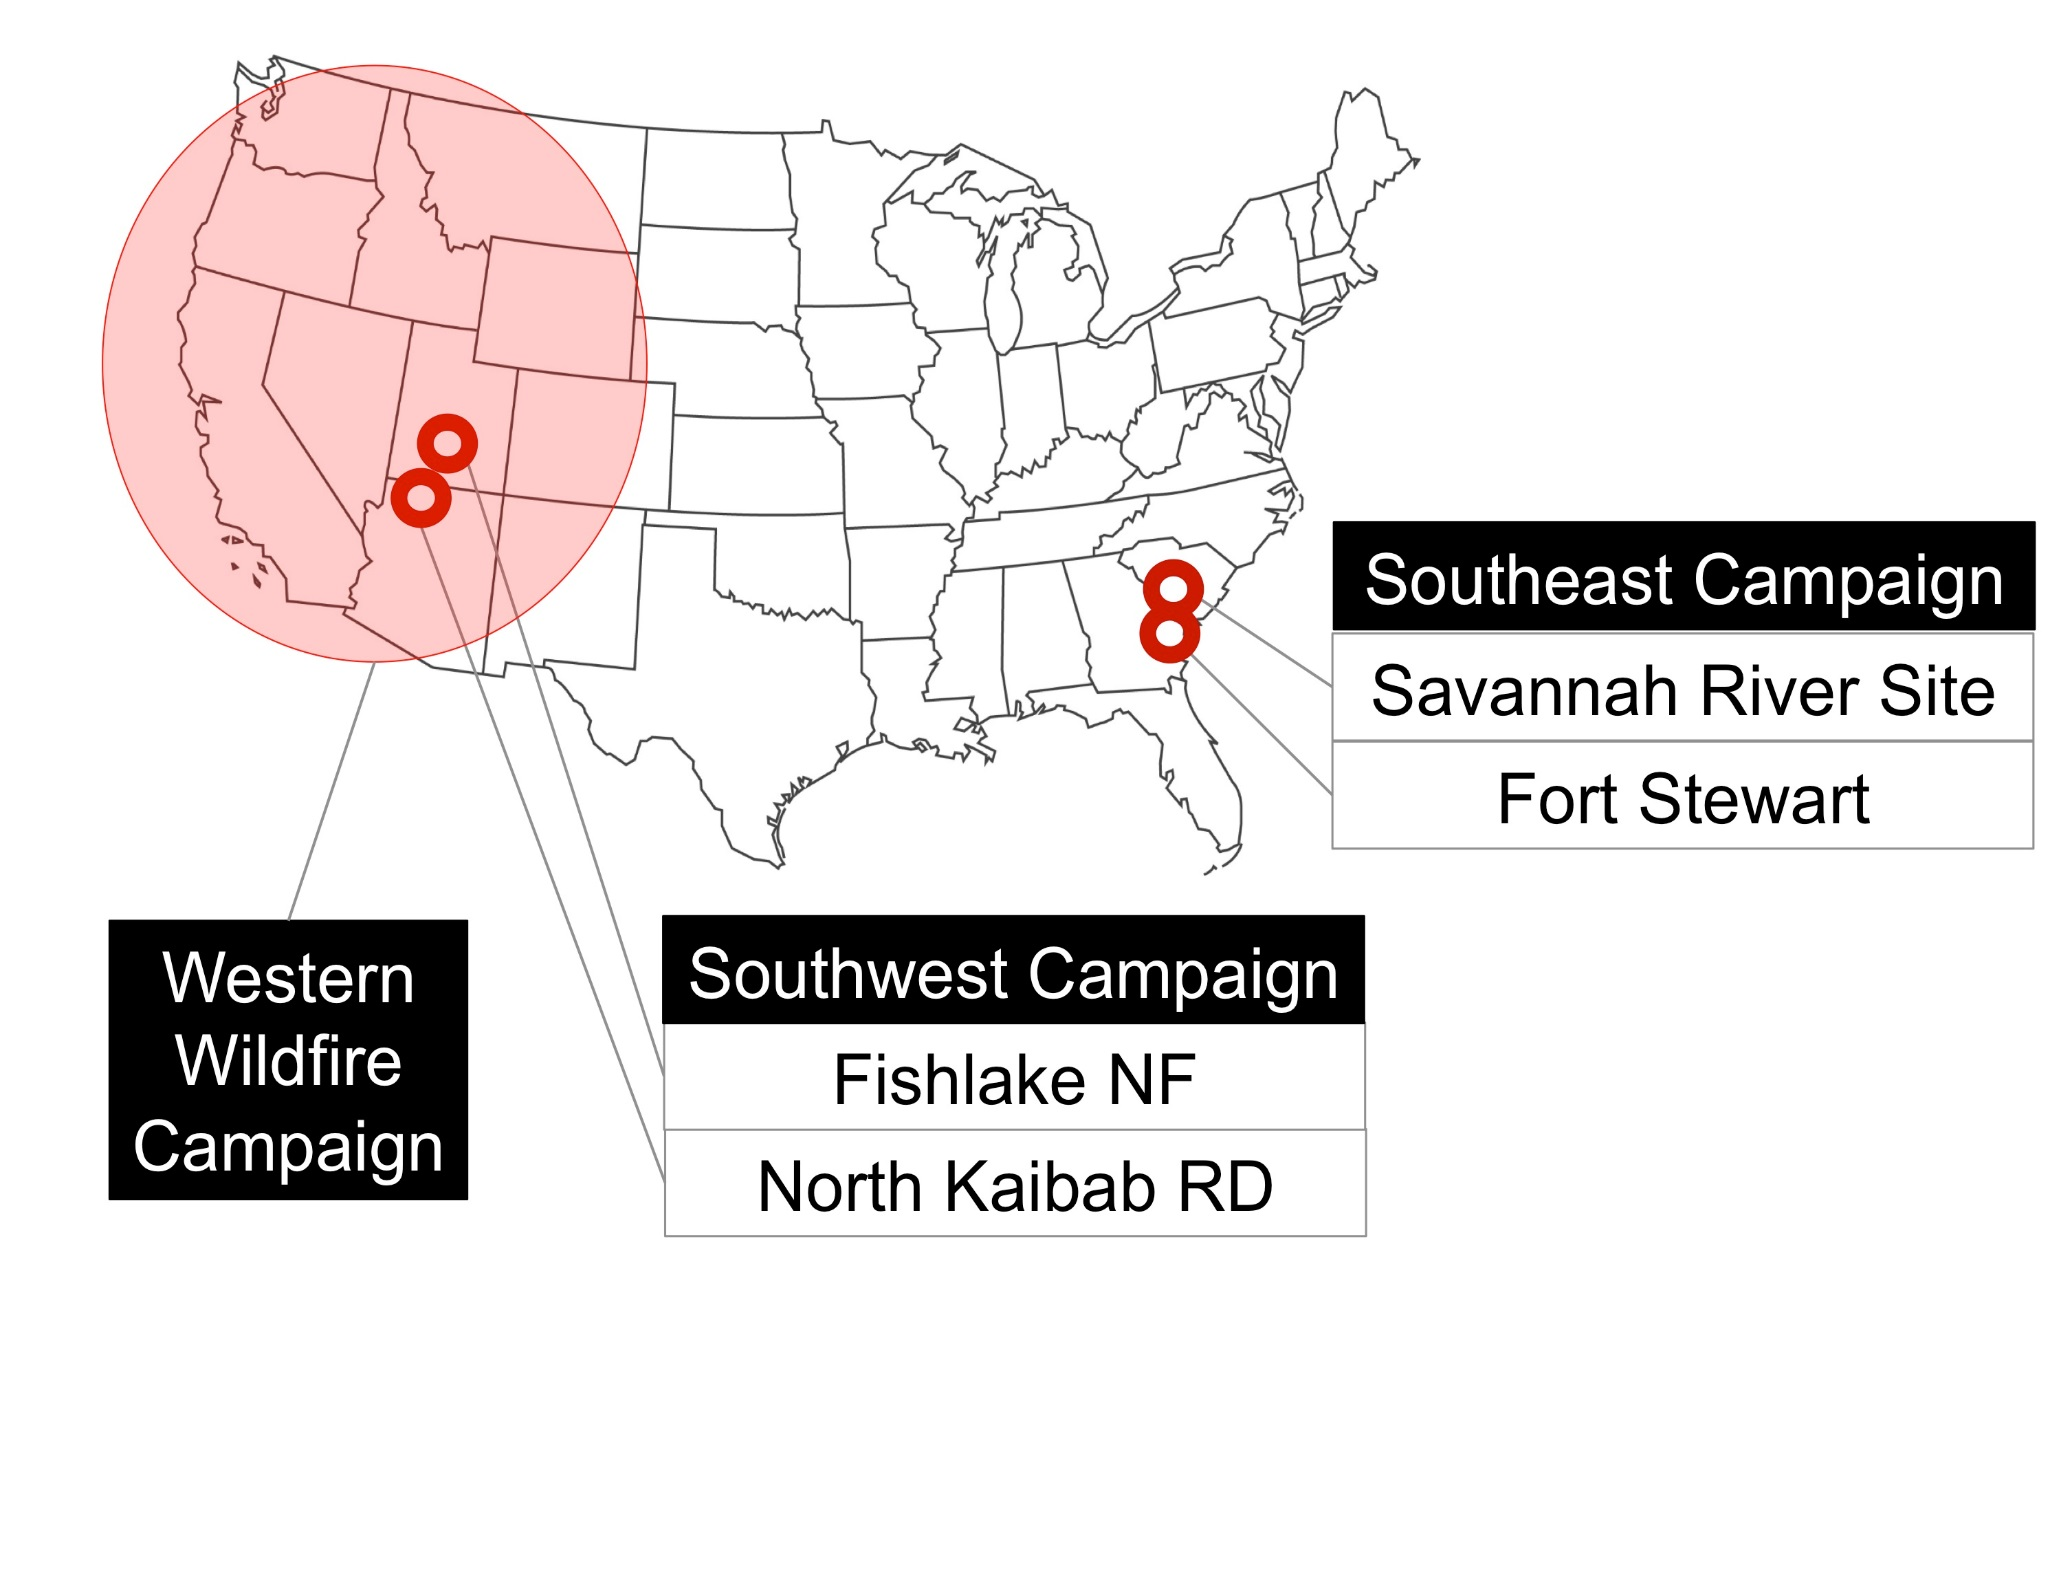 Southeast Campaign
Savannah River Site
Fort Stewart
Western
Wildfire
Campaign
Southwest Campaign
Fishlake NF
North Kaibab RD